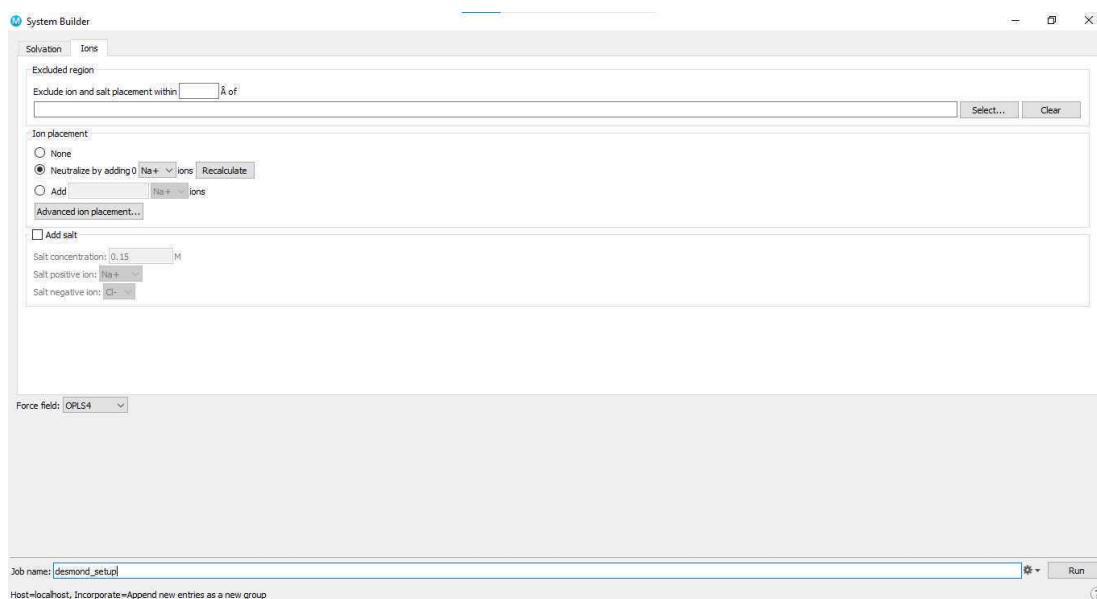 System Builder
Solvation Ions
Excluded region
Exclude ion and salt placement within Å of
Select... Clear
Ion placement
None
Neutralize by adding 0 Na+ ions Recalculate
Add Na+ ions
Advanced ion placement...
Add salt
Salt concentration: 0.15 M
Salt positive ion: Na+
Salt negative ion: Cl-
Force field: OPLS4
Job name: desmond_setup Run
Host=localhost, Incorporate=Append new entries as a new group